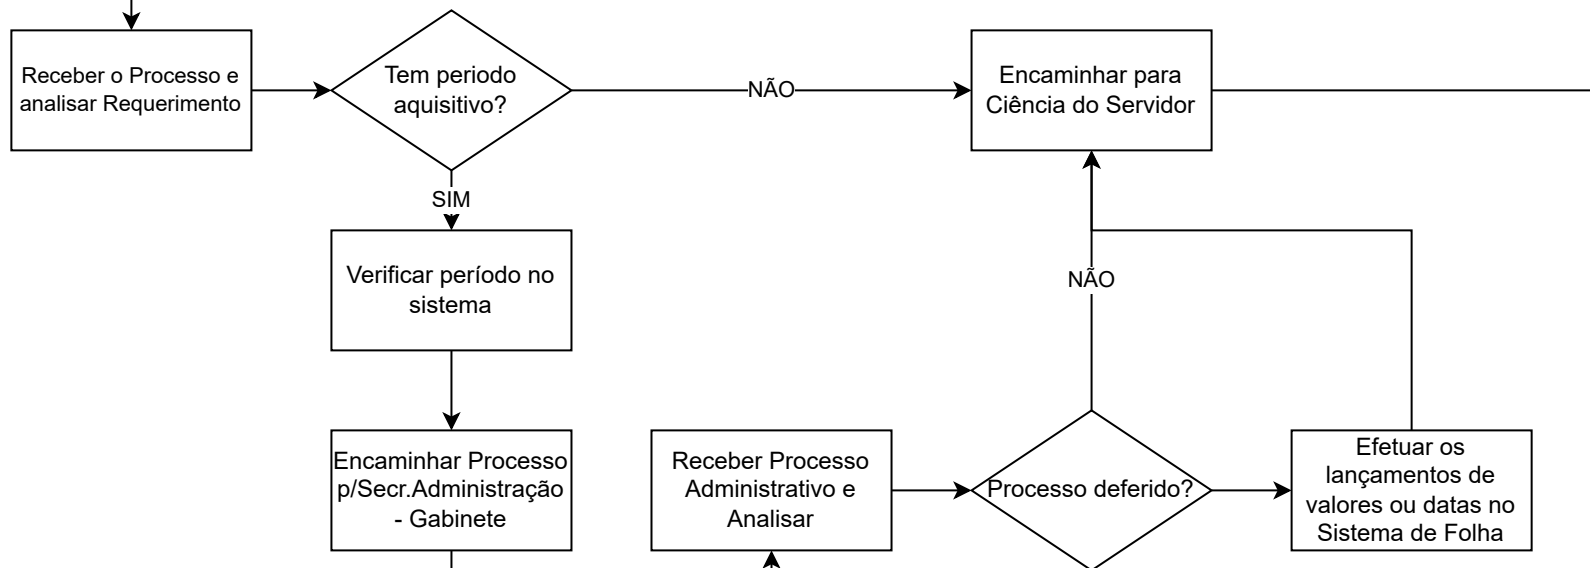 Receber o Processo e
analisar Requerimento
Tem periodo
aquisitivo?
NÃO
Encaminhar para
Ciência do Servidor
SIM
Verificar período no
sistema
NÃO
Encaminhar Processo
p/Secr.Administração
- Gabinete
Receber Processo
Administrativo e
Analisar
Processo deferido?
Efetuar os
lançamentos de
valores ou datas no
Sistema de Folha